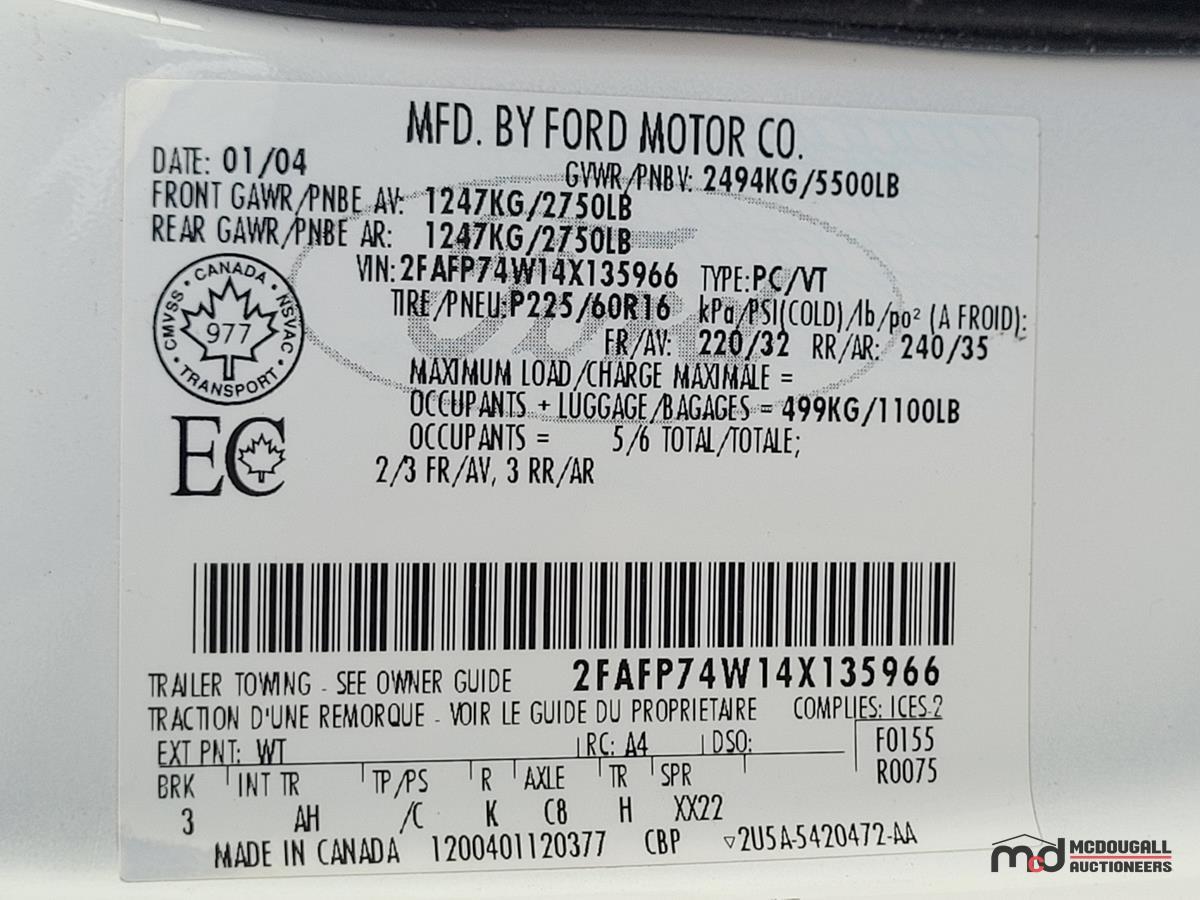 MFD. BY FORD MOTOR CO.
DATE: 01/04
GVWR/PNBV: 2494KG/5500LB
FRONT GAWR/PNBE AV: 1247KG/2750LB
REAR GAWR/PNBE AR: 1247KG/2750LB
VIN: 2FAFP74W14X135966 TYPE: PC/VT
TIRE/PNEU: P225/60R16 kPa/PSI(COLD)/lb/po² (A FROID):
FR/AV: 220/32 RR/AR: 240/35
MAXIMUM LOAD/CHARGE MAXIMALE =
OCCUPANTS + LUGGAGE/BAGAGES = 499KG/1100LB
OCCUPANTS = 5/6 TOTAL/TOTALE;
2/3 FR/AV, 3 RR/AR
CANADA
CMVSS · NSVAC
977
TRANSPORT
EC
Ford
2FAFP74W14X135966
TRAILER TOWING - SEE OWNER GUIDE
TRACTION D'UNE REMORQUE - VOIR LE GUIDE DU PROPRIETAIRE COMPLIES: ICES-2
EXT PNT: WT RC: A4 DSO: F0155
BRK INT TR TP/PS R AXLE TR SPR R0075
3 AH /C K C8 H XX22
MADE IN CANADA 1200401120377 CBP ▽2U5A-5420472-AA
mcd MCDOUGALL
AUCTIONEERS